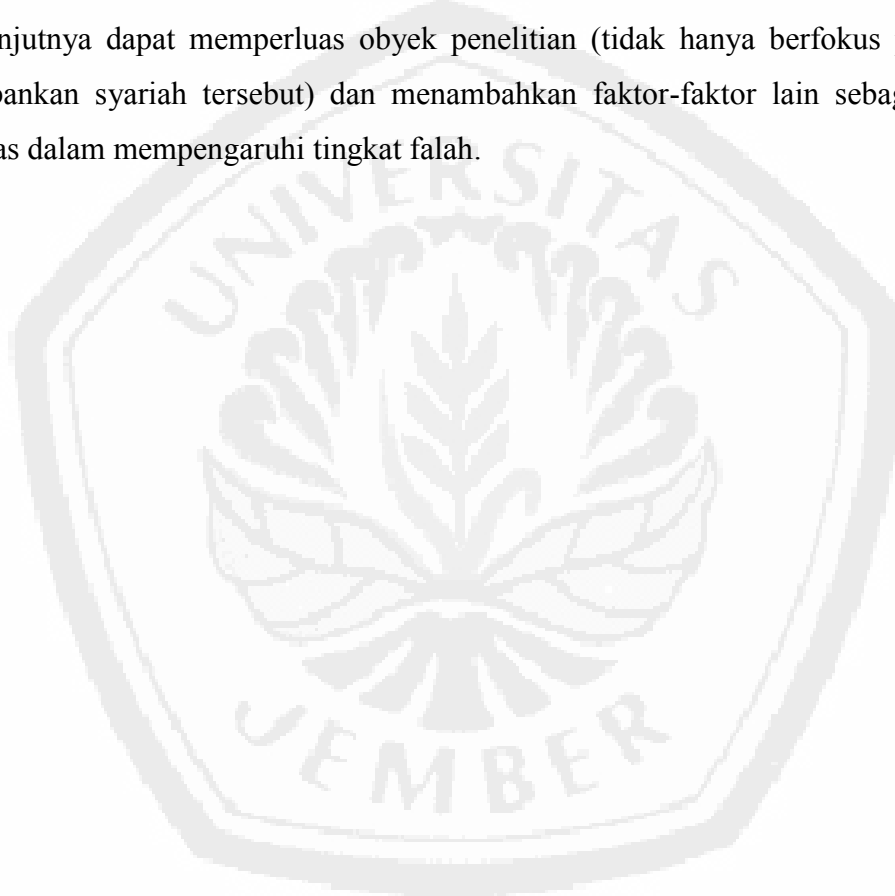 njutnya dapat memperluas obyek penelitian (tidak hanya berfokus
bankan syariah tersebut) dan menambahkan faktor-faktor lain sebag
as dalam mempengaruhi tingkat falah.
UNIVERSITAS
JEMBER